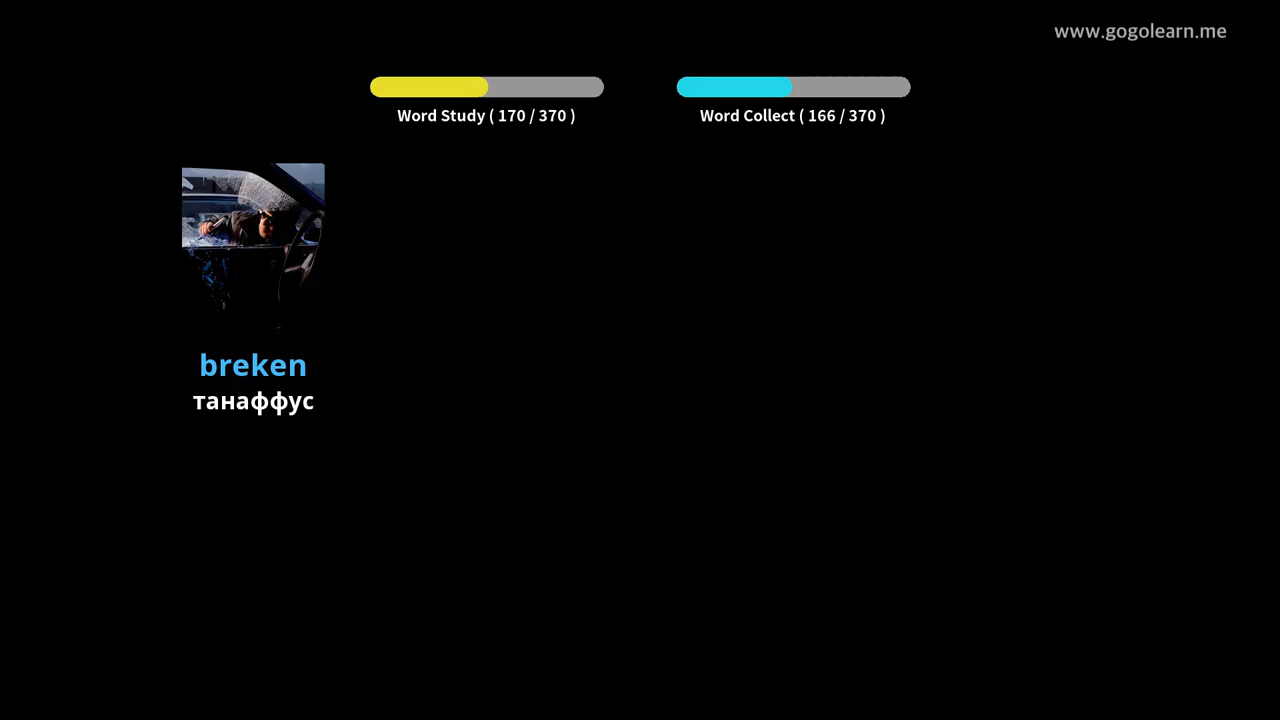 www.gogolearn.me
Word Study ( 170 / 370 )
Word Collect ( 166 / 370 )
breken
танаффус